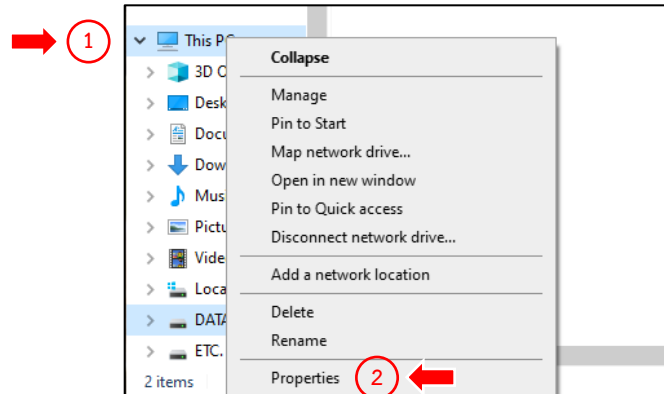 1
This P
Collapse
3D O
Manage
Desk
Pin to Start
Docu
Map network drive...
Dow
Open in new window
Mus
Pin to Quick access
Pictu
Disconnect network drive...
Vide
Add a network location
Loca
Delete
DATA
Rename
ETC.
Properties 2
2 items